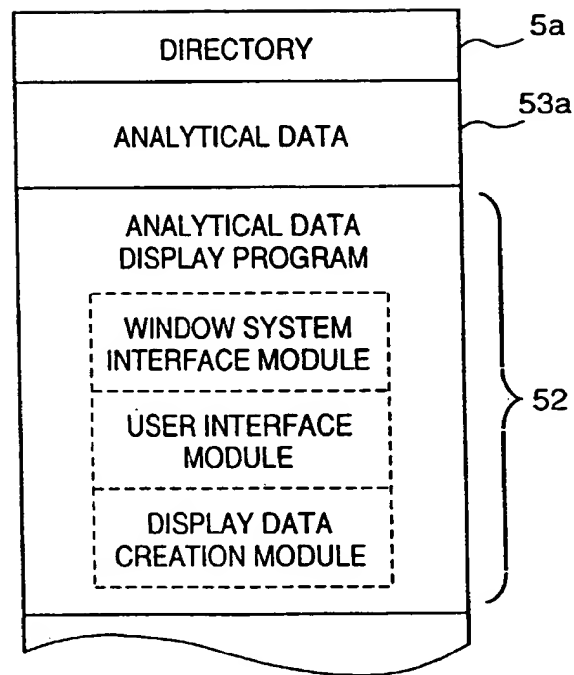 DIRECTORY
5a
ANALYTICAL DATA
53a
ANALYTICAL DATA
DISPLAY PROGRAM
WINDOW SYSTEM
INTERFACE MODULE
USER INTERFACE
MODULE
DISPLAY DATA
CREATION MODULE
52